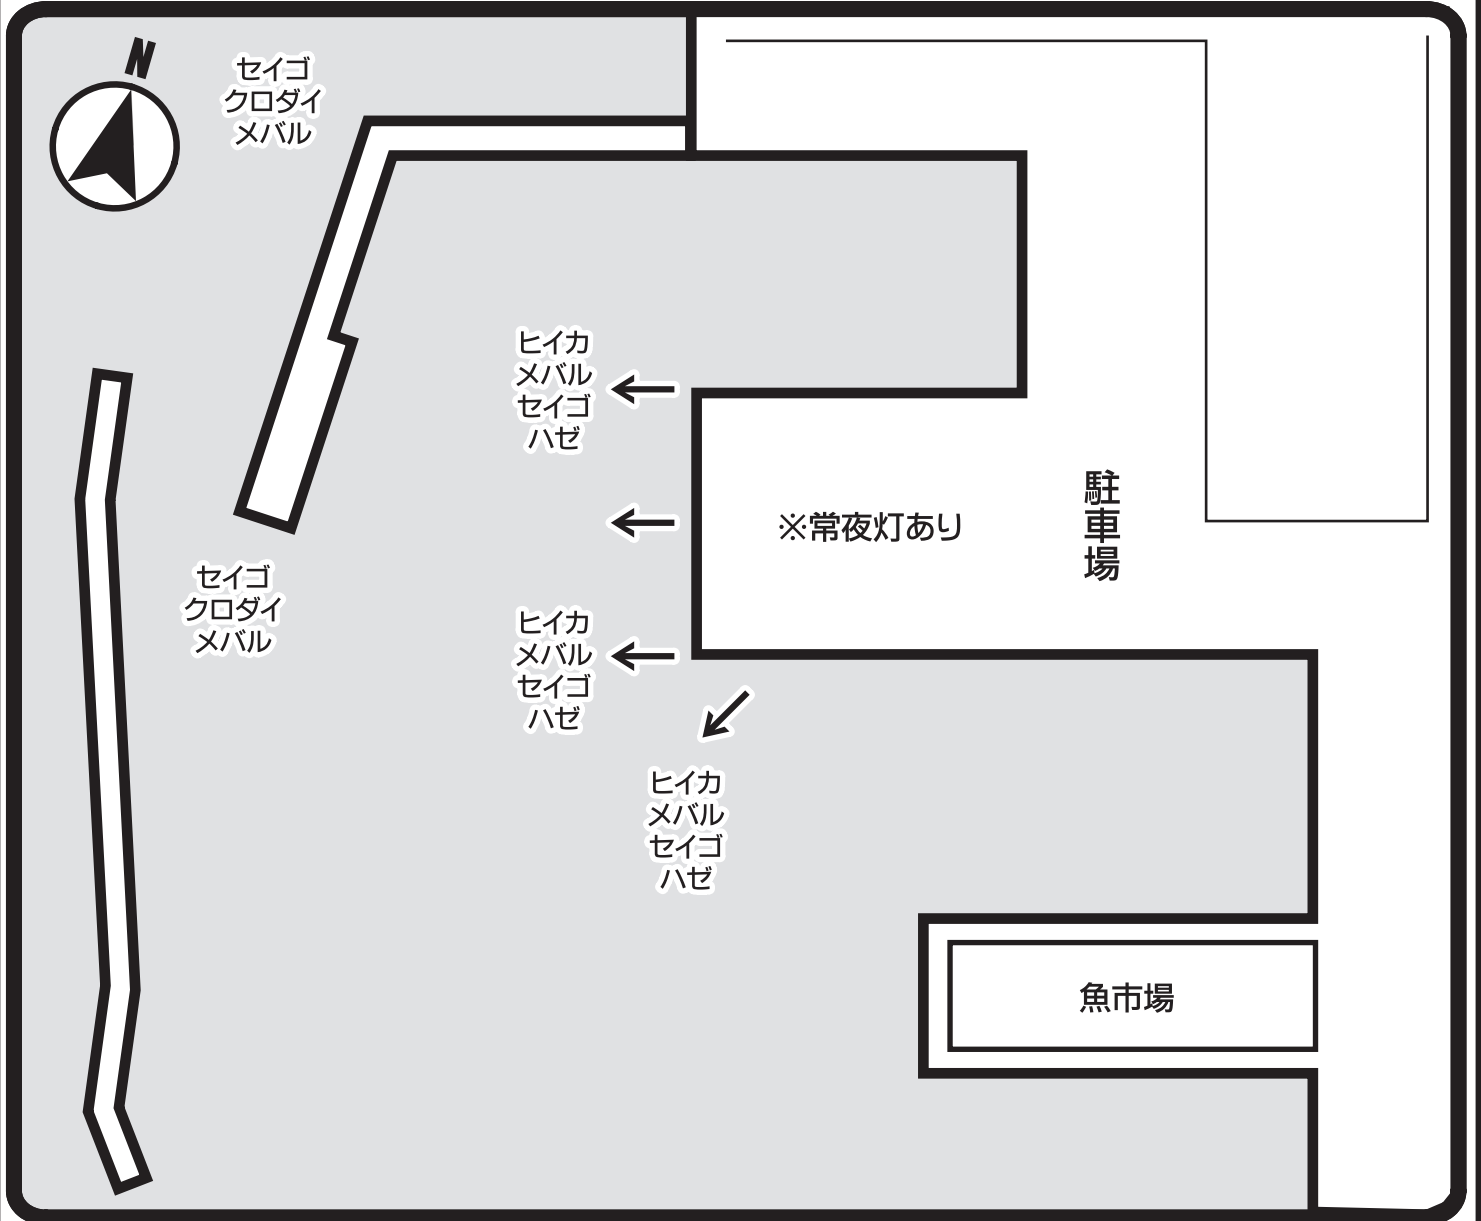 N
セイゴ
クロダイ
メバル
ヒイカ
メバル
セイゴ
ハゼ
※常夜灯あり
駐車場
セイゴ
クロダイ
メバル
ヒイカ
メバル
セイゴ
ハゼ
ヒイカ
メバル
セイゴ
ハゼ
魚市場